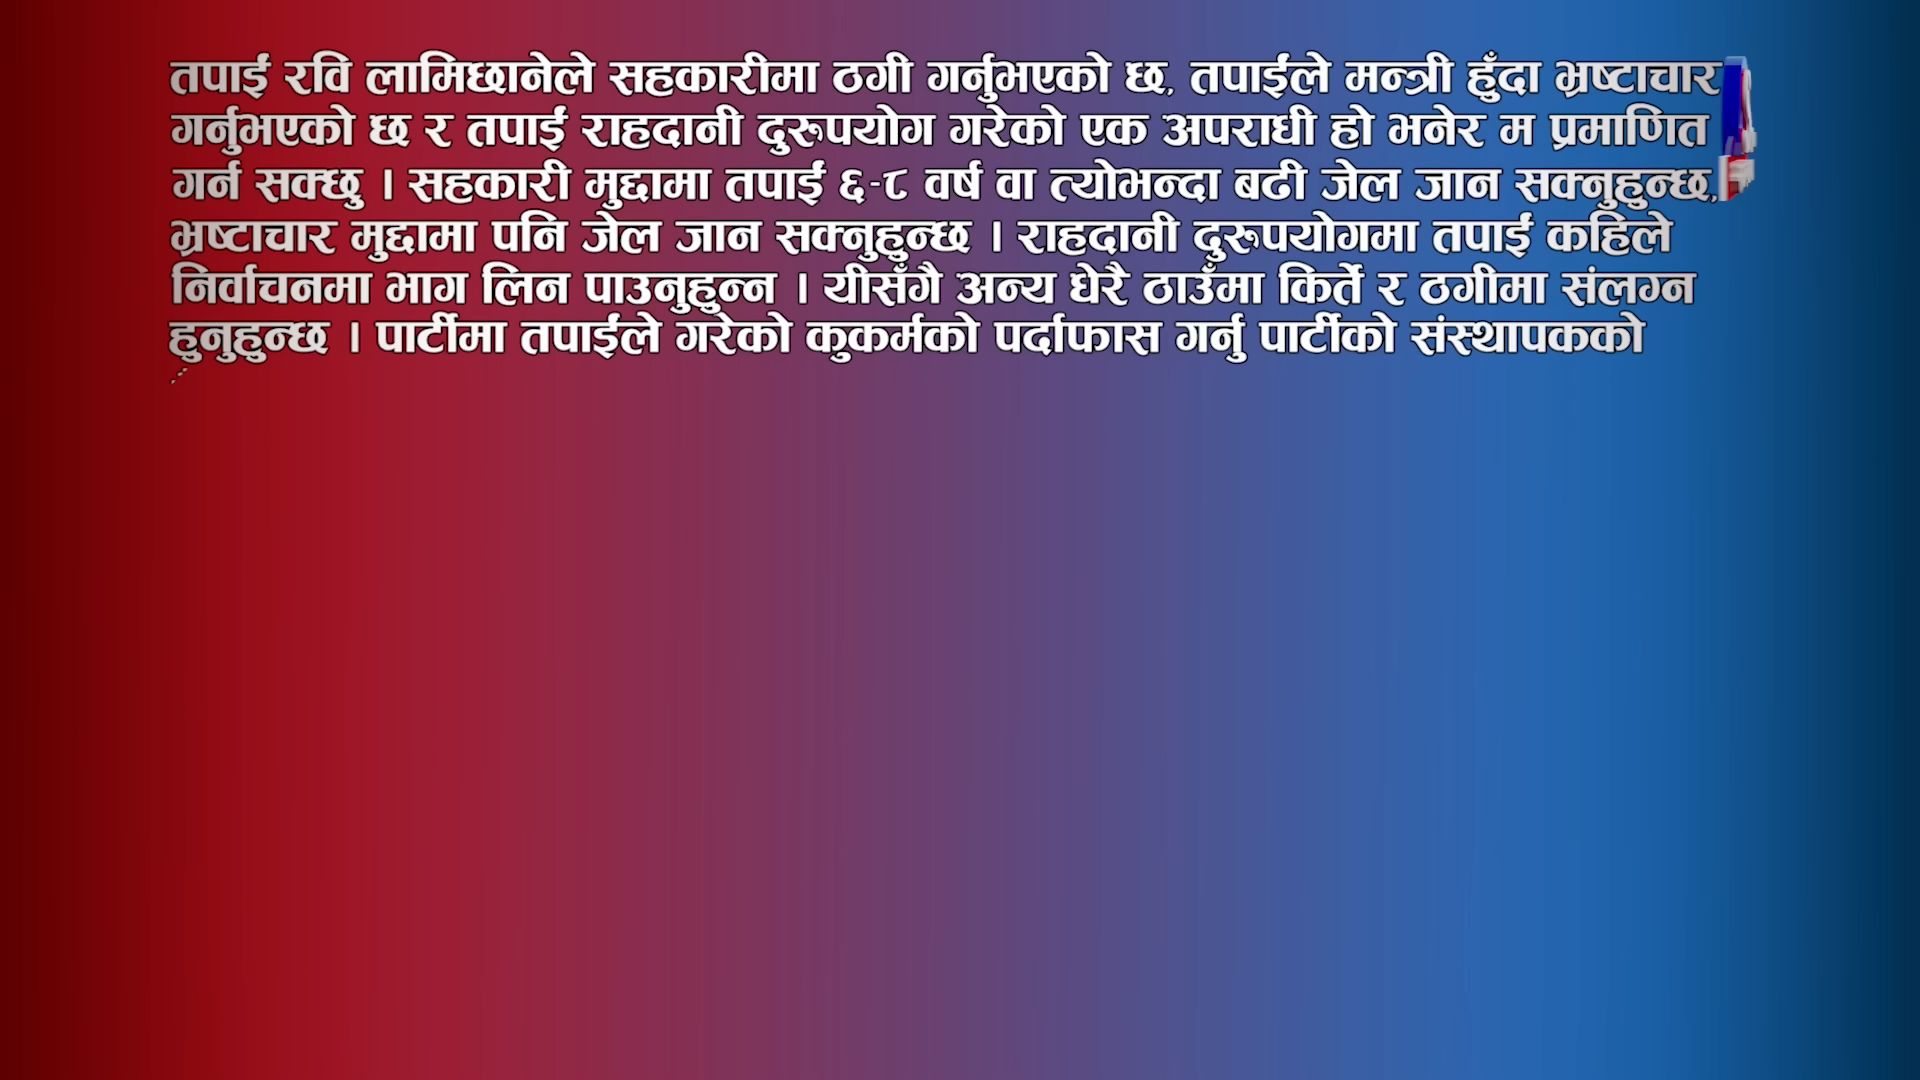 तपाईं रवि लामिछानेले सहकारीमा ठगी गर्नुभएको छ, तपाईंले मन्त्री हुँदा भ्रष्टाचार
गर्नुभएको छ र तपाईं राहदानी दुरुपयोग गरेको एक अपराधी हो भनेर म प्रमाणित
गर्न सक्छु । सहकारी मुद्दामा तपाईं ६-८ वर्ष वा त्योभन्दा बढी जेल जान सक्नुहुन्छ,
भ्रष्टाचार मुद्दामा पनि जेल जान सक्नुहुन्छ । राहदानी दुरुपयोगमा तपाईं कहिले
निर्वाचनमा भाग लिन पाउनुहुन्न । यीसँगै अन्य धेरै ठाउँमा किर्ते र ठगीमा संलग्न
हुनुहुन्छ । पार्टीमा तपाईंले गरेको कुकर्मको पर्दाफास गर्नु पार्टीको संस्थापकको